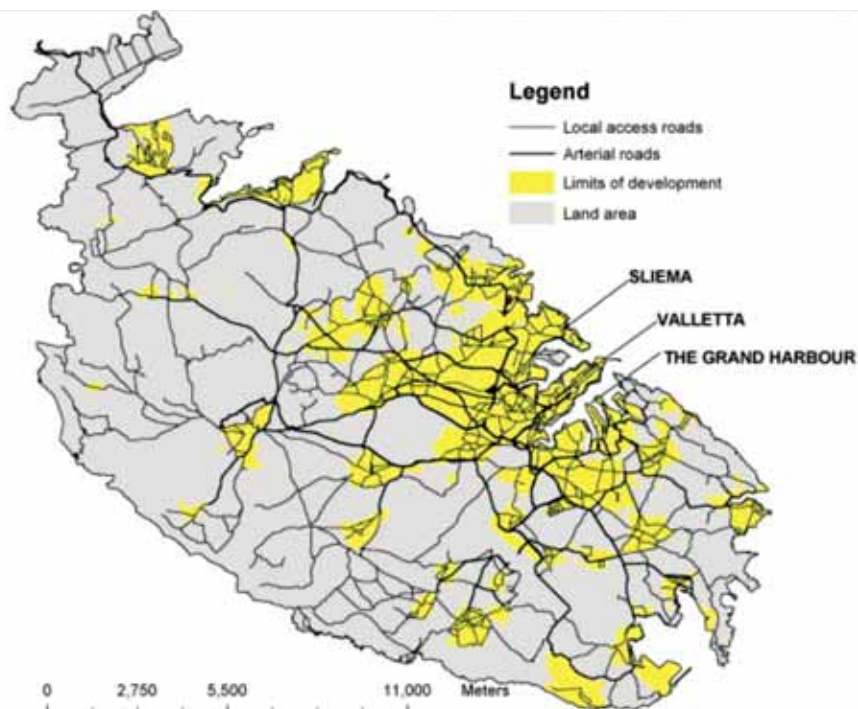 Legend
Local access roads
Arterial roads
Limits of development
Land area
SLIEMA
VALLETTA
THE GRAND HARBOUR
0 2,750 5,500 11,000 Meters